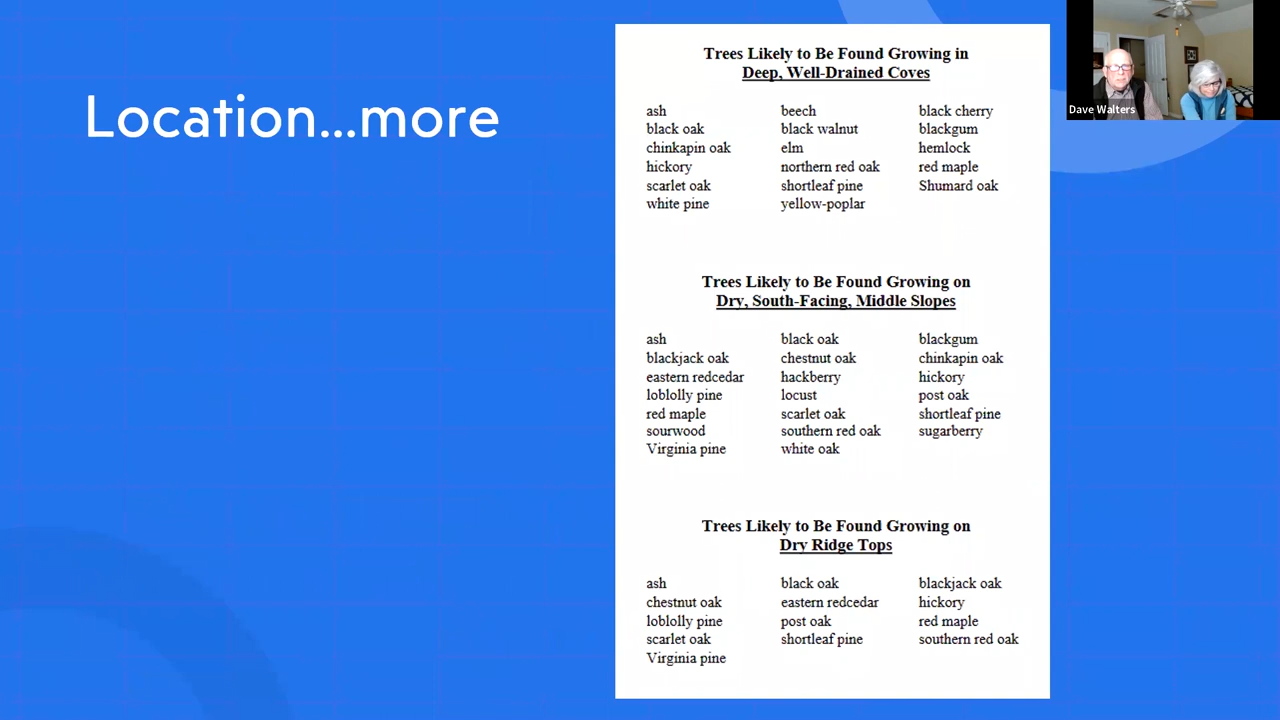 Location...more
Trees Likely to Be Found Growing in
Deep, Well-Drained Coves
ash beech black cherry
black oak black walnut blackgum
chinkapin oak elm hemlock
hickory northern red oak red maple
scarlet oak shortleaf pine Shumard oak
white pine yellow-poplar
Trees Likely to Be Found Growing on
Dry, South-Facing, Middle Slopes
ash black oak blackgum
blackjack oak chestnut oak chinkapin oak
eastern redcedar hackberry hickory
loblolly pine locust post oak
red maple scarlet oak shortleaf pine
sourwood southern red oak sugarberry
Virginia pine white oak
Trees Likely to Be Found Growing on
Dry Ridge Tops
ash black oak blackjack oak
chestnut oak eastern redcedar hickory
loblolly pine post oak red maple
scarlet oak shortleaf pine southern red oak
Virginia pine
Dave Walters